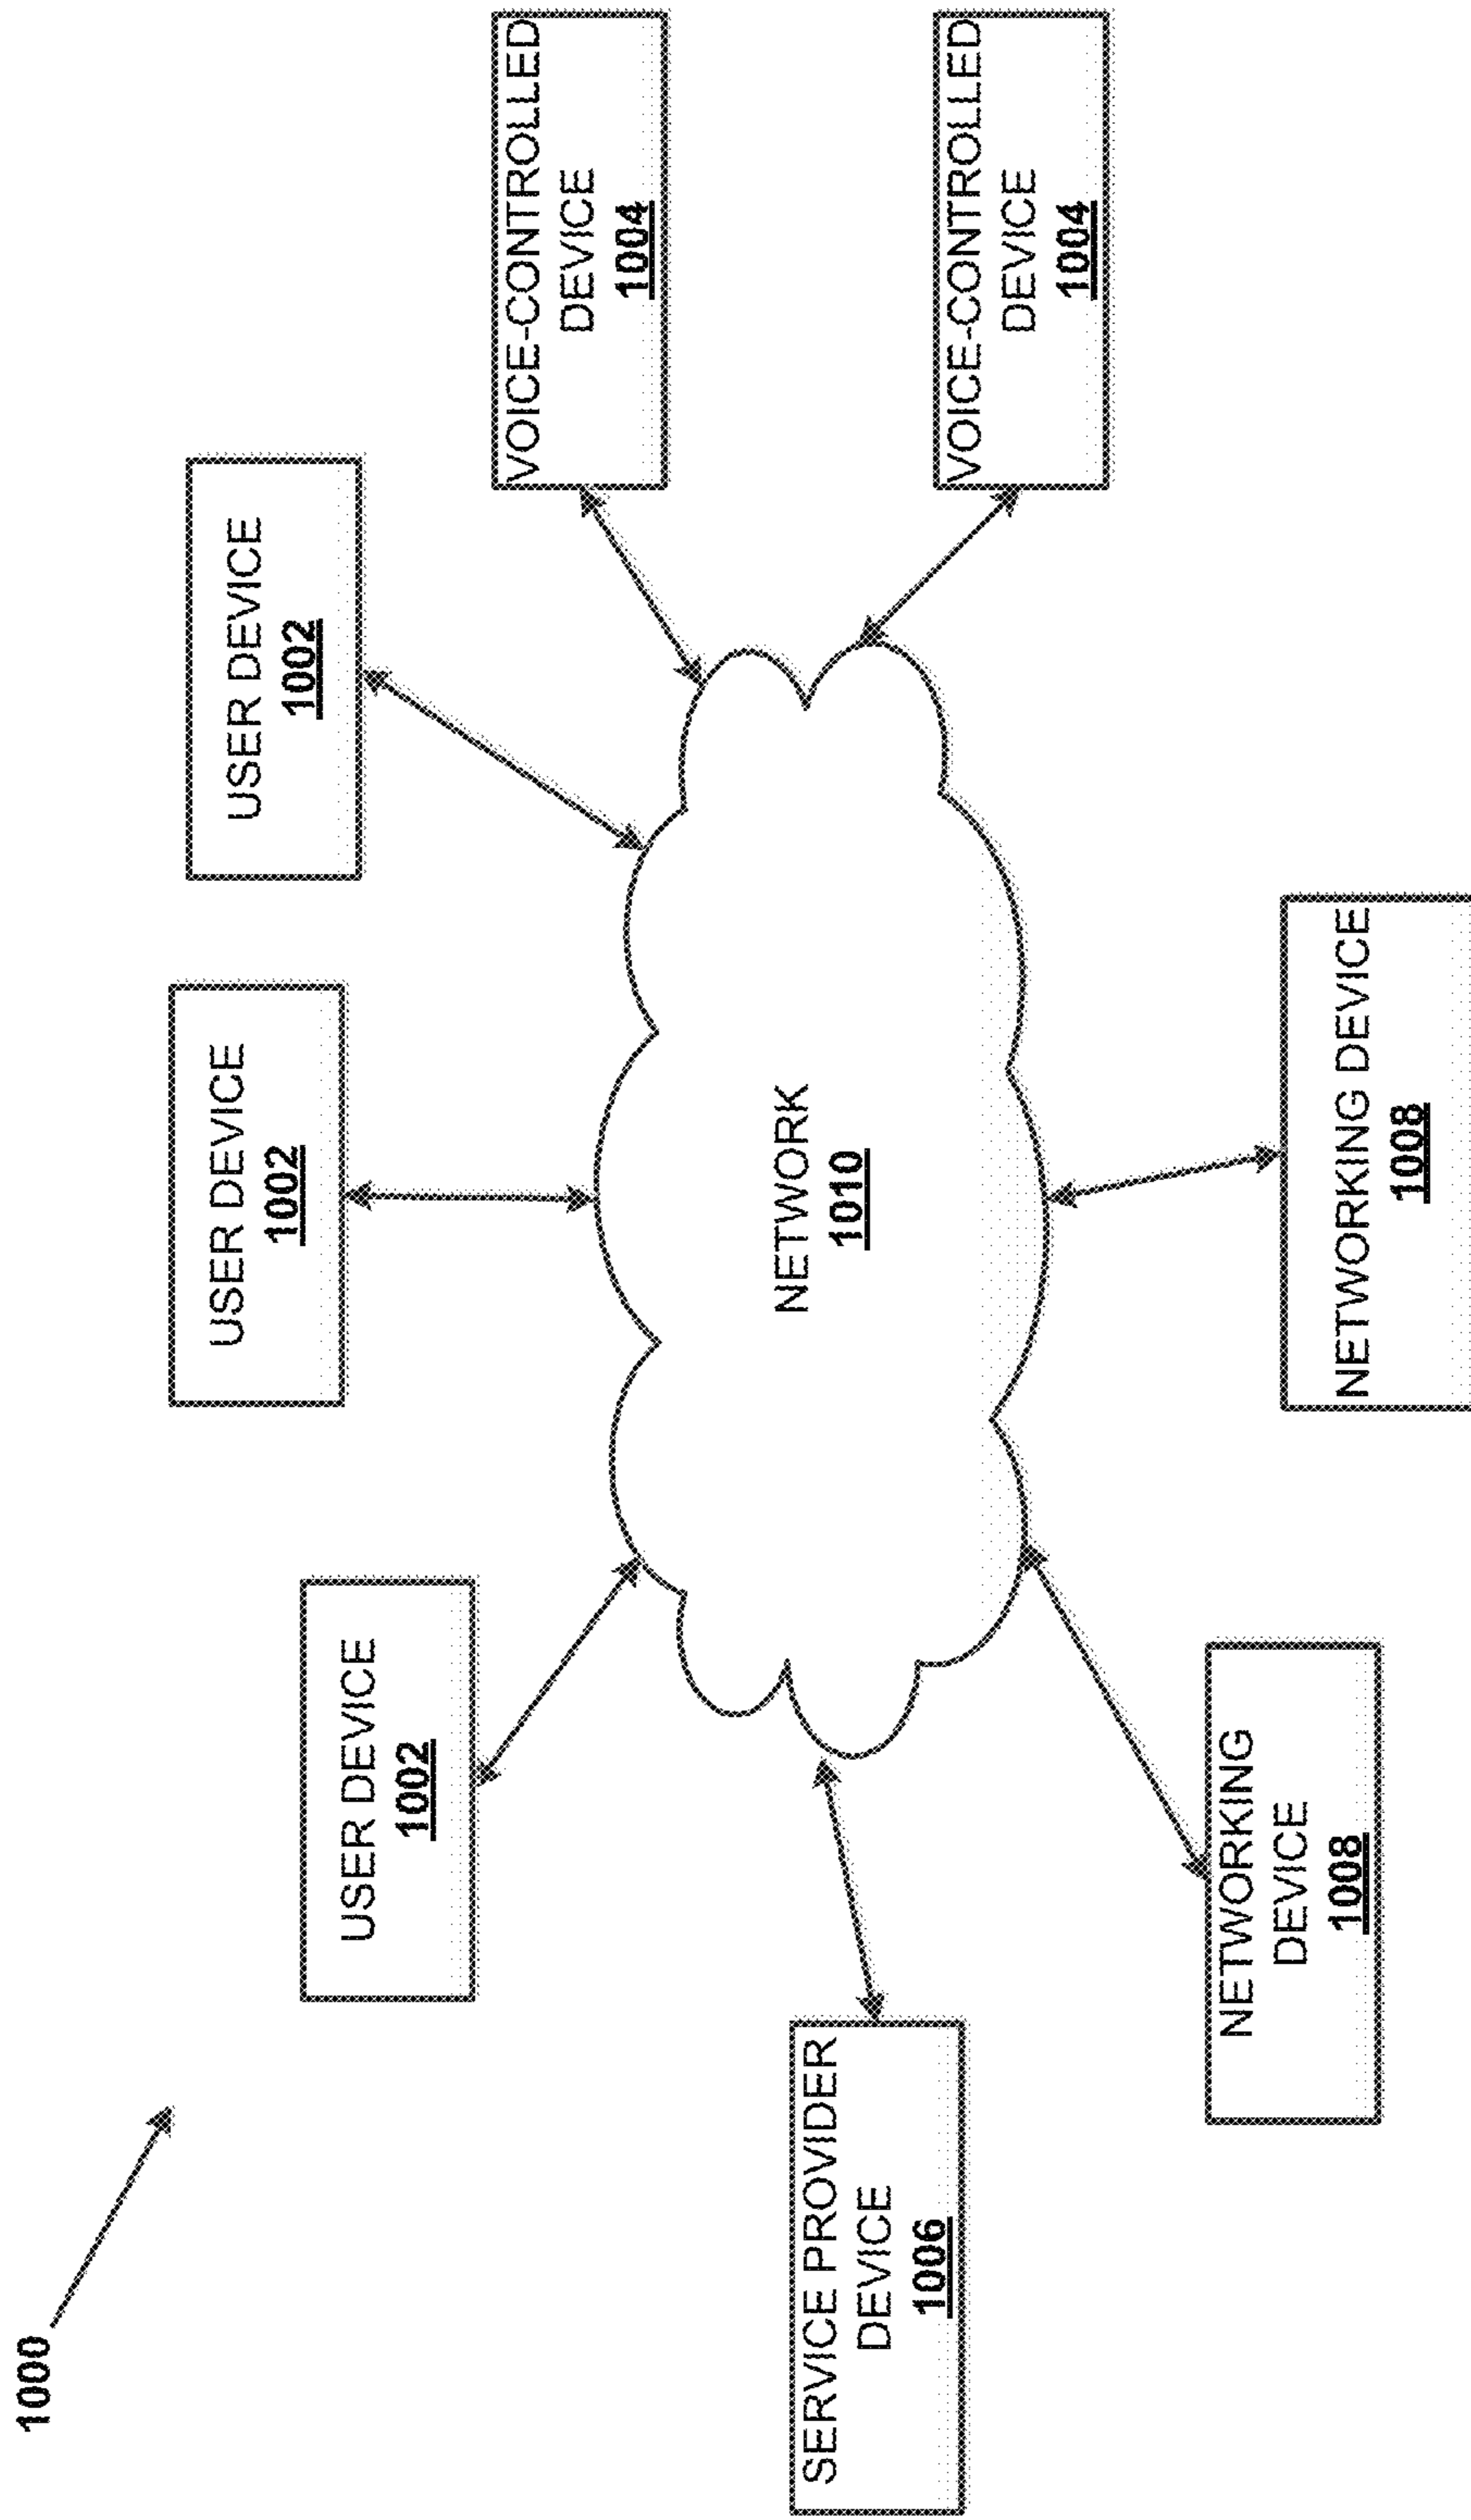 1000
USER DEVICE
1002
USER DEVICE
1002
USER DEVICE
1002
VOICE-CONTROLLED
DEVICE
1004
VOICE-CONTROLLED
DEVICE
1004
NETWORK
1010
SERVICE PROVIDER
DEVICE
1006
NETWORKING
DEVICE
1008
NETWORKING DEVICE
1008